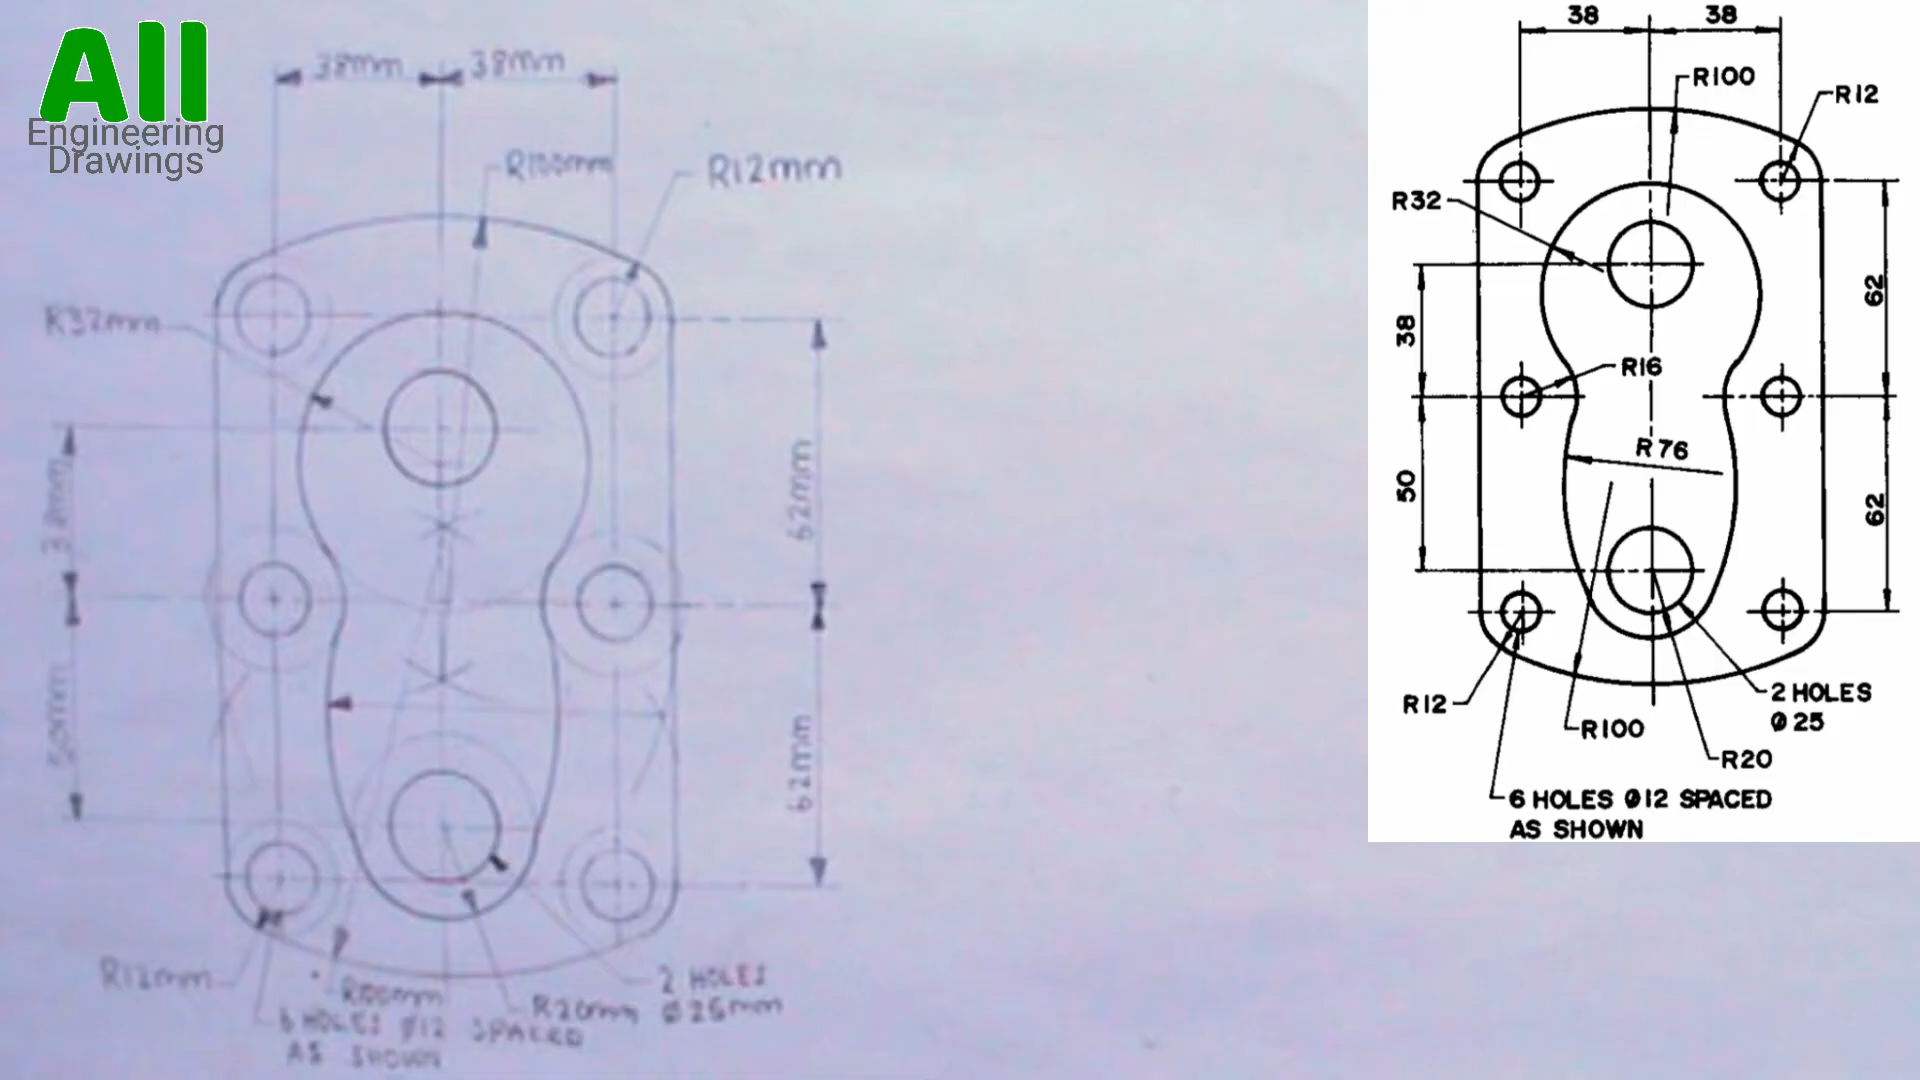 All
Engineering
Drawings
38mm
38mm
R100mm
R12mm
R32mm
38mm
50mm
62mm
62mm
R12mm
R100mm
R20mm
2 HOLES
Ø25mm
6 HOLES Ø12 SPACED
AS SHOWN
38
38
R100
R12
R32
38
62
R16
R 76
50
62
R12
R100
2 HOLES
Ø 25
R20
6 HOLES Ø12 SPACED
AS SHOWN